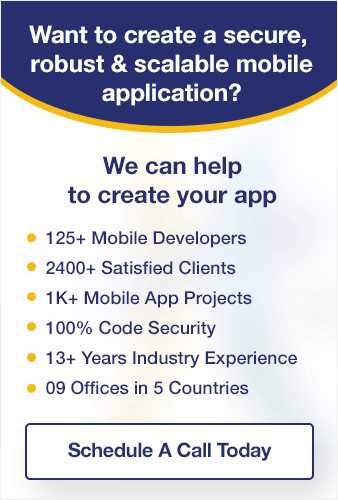 Want to create a secure,
robust & scalable mobile
application?
We can help
to create your app
125+ Mobile Developers
2400+ Satisfied Clients
1K+ Mobile App Projects
100% Code Security
13+ Years Industry Experience
09 Offices in 5 Countries
Schedule A Call Today